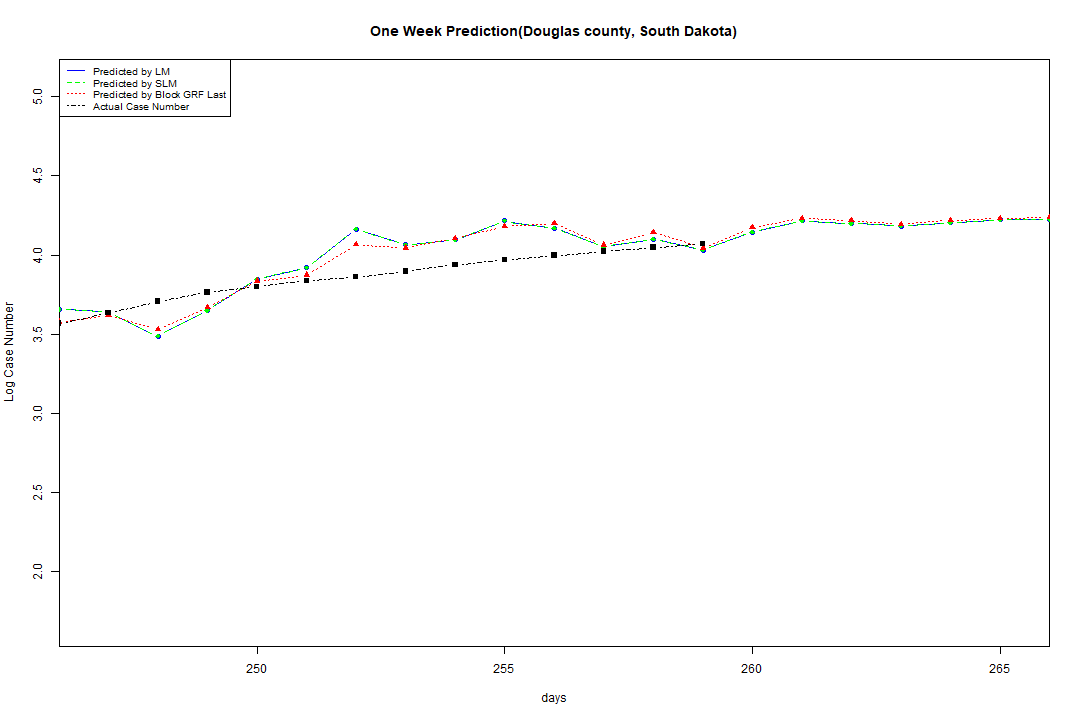 One Week Prediction(Douglas county, South Dakota)
Predicted by LM
Predicted by SLM
Predicted by Block GRF Last
Actual Case Number
5.0
4.5
4.0
3.5
3.0
2.5
2.0
Log Case Number
250
255
260
265
days